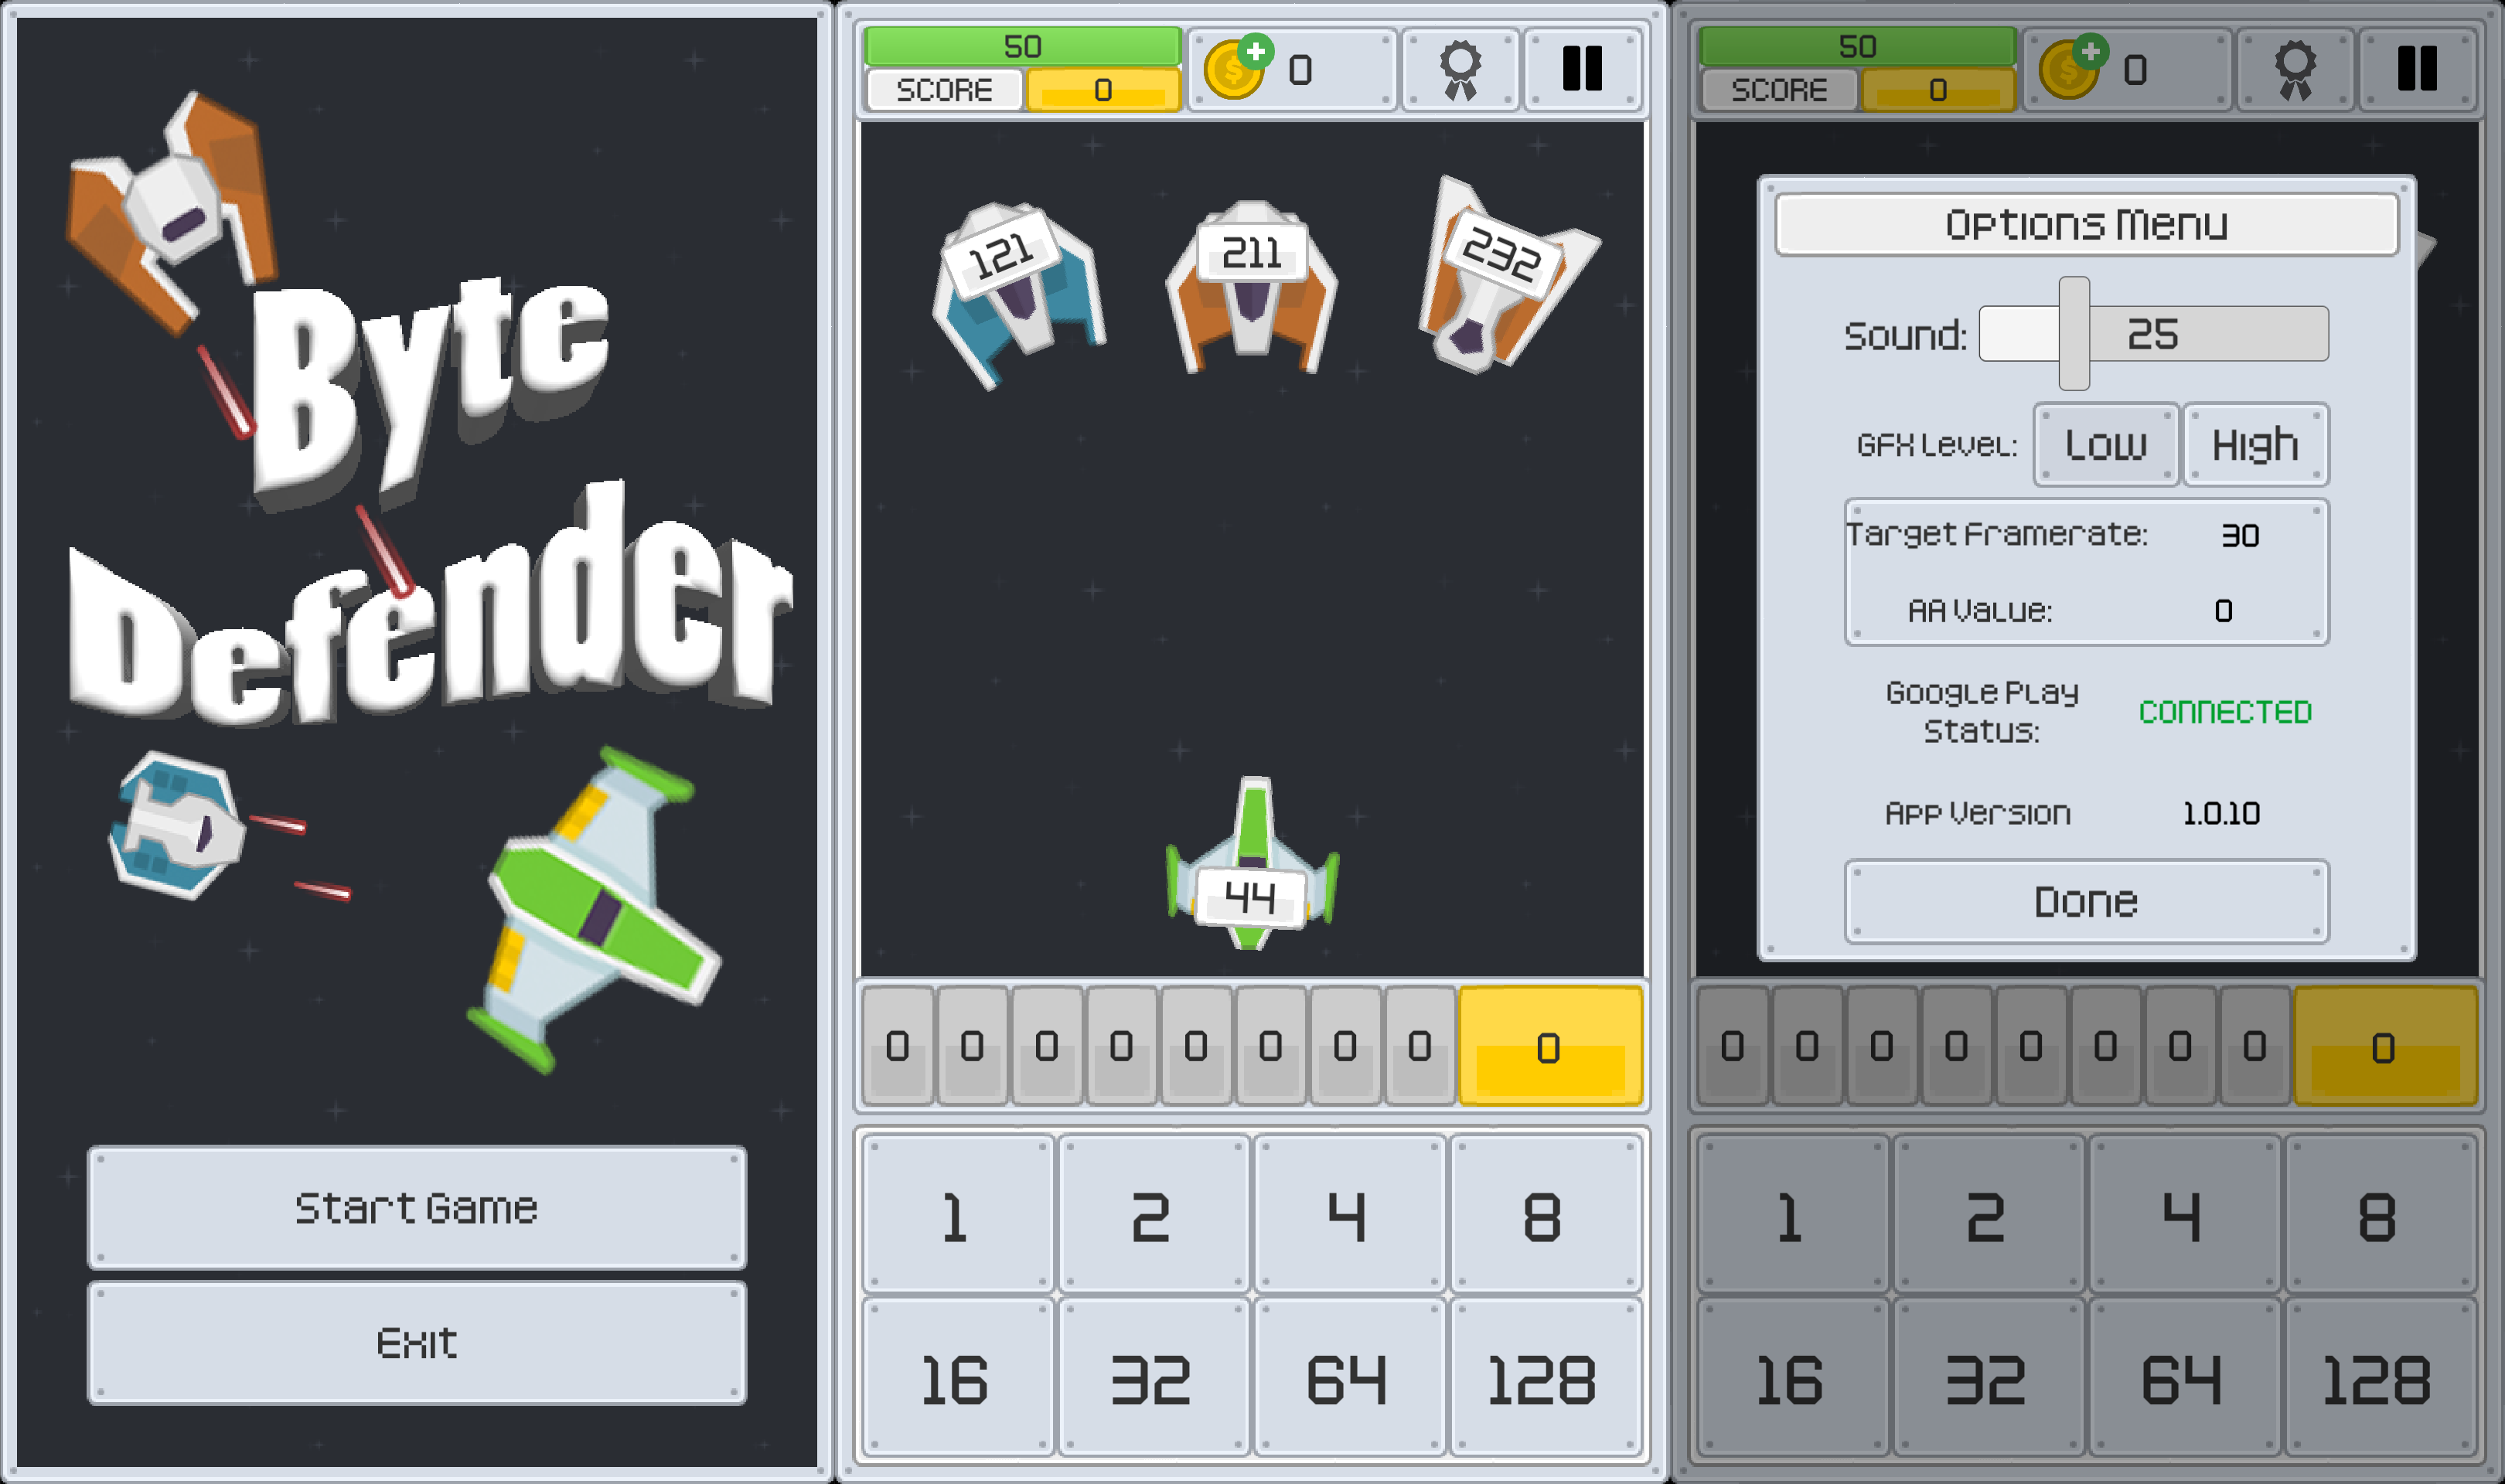 Byte
Defender
Start Game
Exit
50
SCORE 0
0
121 211 232
44
0 0 0 0 0 0 0 0 0
1 2 4 8
16 32 64 128
50
SCORE 0
0
Options Menu
Sound: 25
GFX Level: Low High
Target Framerate: 30
AA Value: 0
Google Play
Status: CONNECTED
App Version 1.0.10
Done
0 0 0 0 0 0 0 0 0
1 2 4 8
16 32 64 128